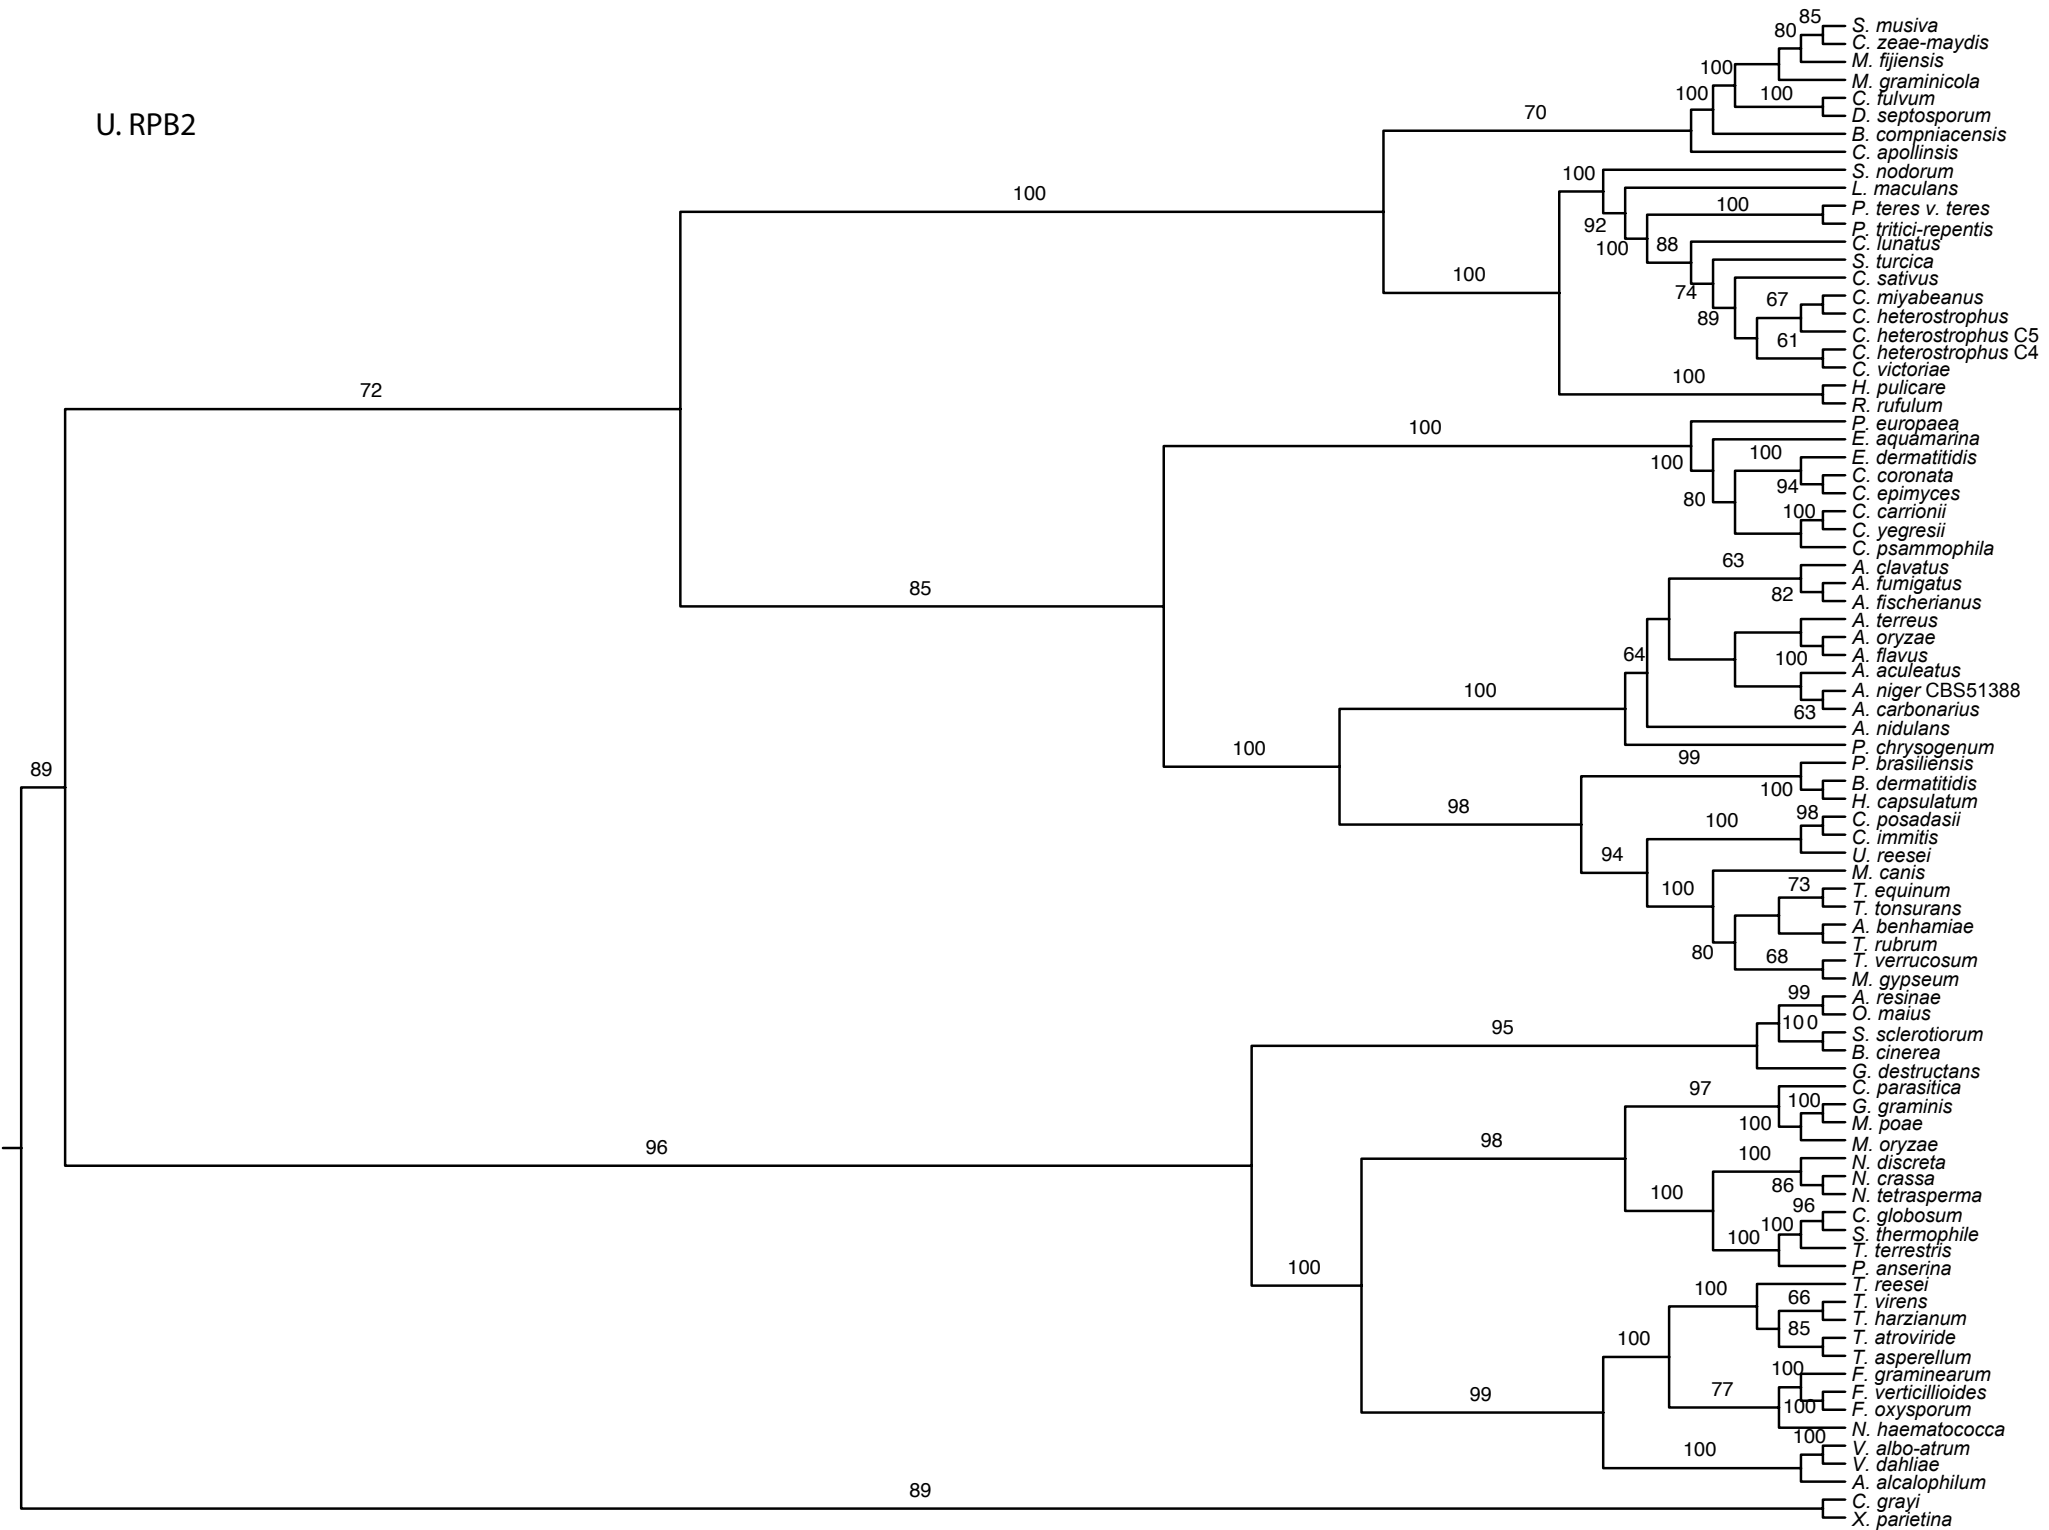 85
S. musiva
80
C. zeae-maydis
M. fijiensis
100
M. graminicola
100
100
C. fulvum
70
D. septosporum
U. RPB2
B. compniacensis
C. apollinsis
100
S. nodorum
100
L. maculans
100
P. teres v. teres
92
P. tritici-repentis
100
88
C. lunatus
S. turcica
100
C. sativus
74
67
C. miyabeanus
89
C. heterostrophus
61
C. heterostrophus C5
C. heterostrophus C4
C. victoriae
72
100
H. pulicare
R. rufulum
100
P. europaea
E. aquamarina
100
100
E. dermatitidis
C. coronata
80
94
C. epimyces
100
C. carrionii
C. yegresii
C. psammophila
63
A. clavatus
85
82
A. fumigatus
A. fischerianus
A. terreus
A. oryzae
64
100
A. flavus
A. aculeatus
100
A. niger CBS51388
63
A. carbonarius
A. nidulans
100
P. chrysogenum
99
P. brasiliensis
89
100
B. dermatitidis
98
H. capsulatum
100
98
C. posadasii
C. immitis
94
U. reesei
M. canis
100
73
T. equinum
T. tonsurans
A. benhamiae
80
T. rubrum
68
T. verrucosum
M. gypseum
99
A. resinae
O. maius
95
100
S. sclerotiorum
B. cinerea
G. destructans
97
C. parasitica
100
G. graminis
100
M. poae
96
98
M. oryzae
100
N. discreta
100
86
N. crassa
N. tetrasperma
96
C. globosum
100
100
S. thermophile
T. terrestris
100
P. anserina
100
T. reesei
66
T. virens
T. harzianum
100
85
T. atroviride
T. asperellum
100
F. graminearum
99
77
F. verticillioides
100
F. oxysporum
N. haematococca
100
100
V. albo-atrum
V. dahliae
A. alcalophilum
89
C. grayi
X. parietina